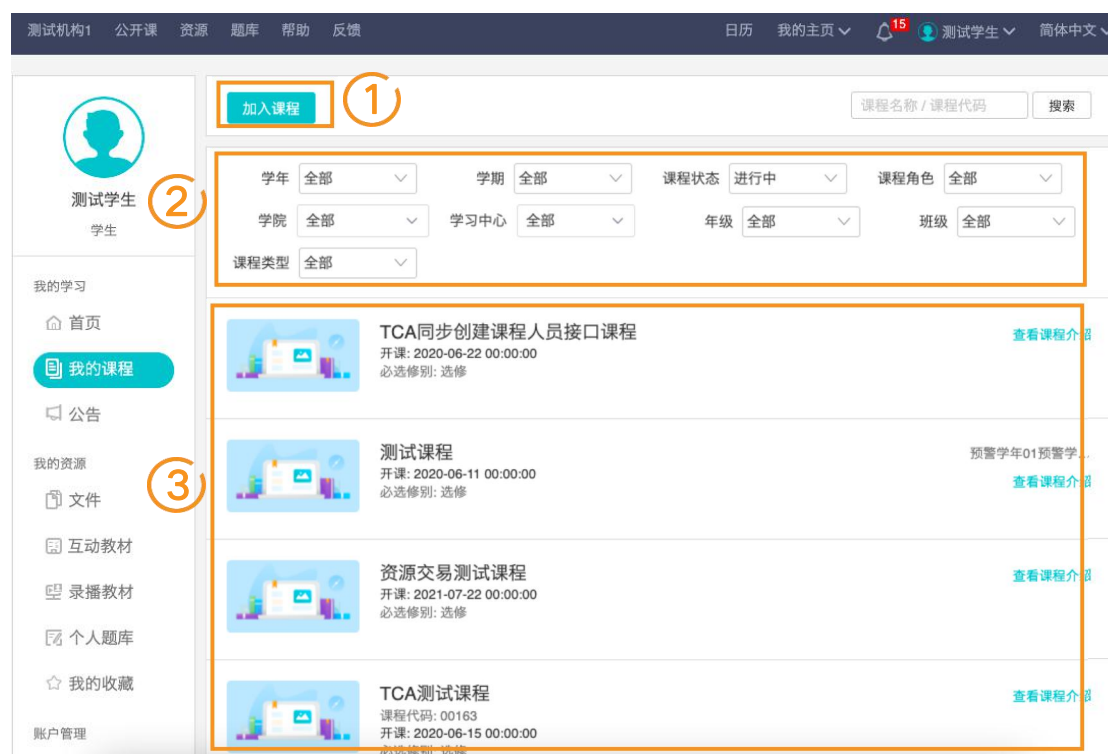 测试机构1 公开课 资源 题库 帮助 反馈 日历 我的主页 15 测试学生 简体中文
加入课程 ① 课程名称 / 课程代码 搜索
测试学生
学生
②
学年 全部 学期 全部 课程状态 进行中 课程角色 全部
学院 全部 学习中心 全部 年级 全部 班级 全部
课程类型 全部
我的学习
首页
我的课程
公告
我的资源
文件
互动教材
录播教材
个人题库
我的收藏
账户管理
③
TCA同步创建课程人员接口课程
开课: 2020-06-22 00:00:00
必选修别: 选修
查看课程介绍
测试课程
开课: 2020-06-11 00:00:00
必选修别: 选修
预警学年01预警学...
查看课程介绍
资源交易测试课程
开课: 2021-07-22 00:00:00
必选修别: 选修
查看课程介绍
TCA测试课程
课程代码: 00163
开课: 2020-06-15 00:00:00
查看课程介绍